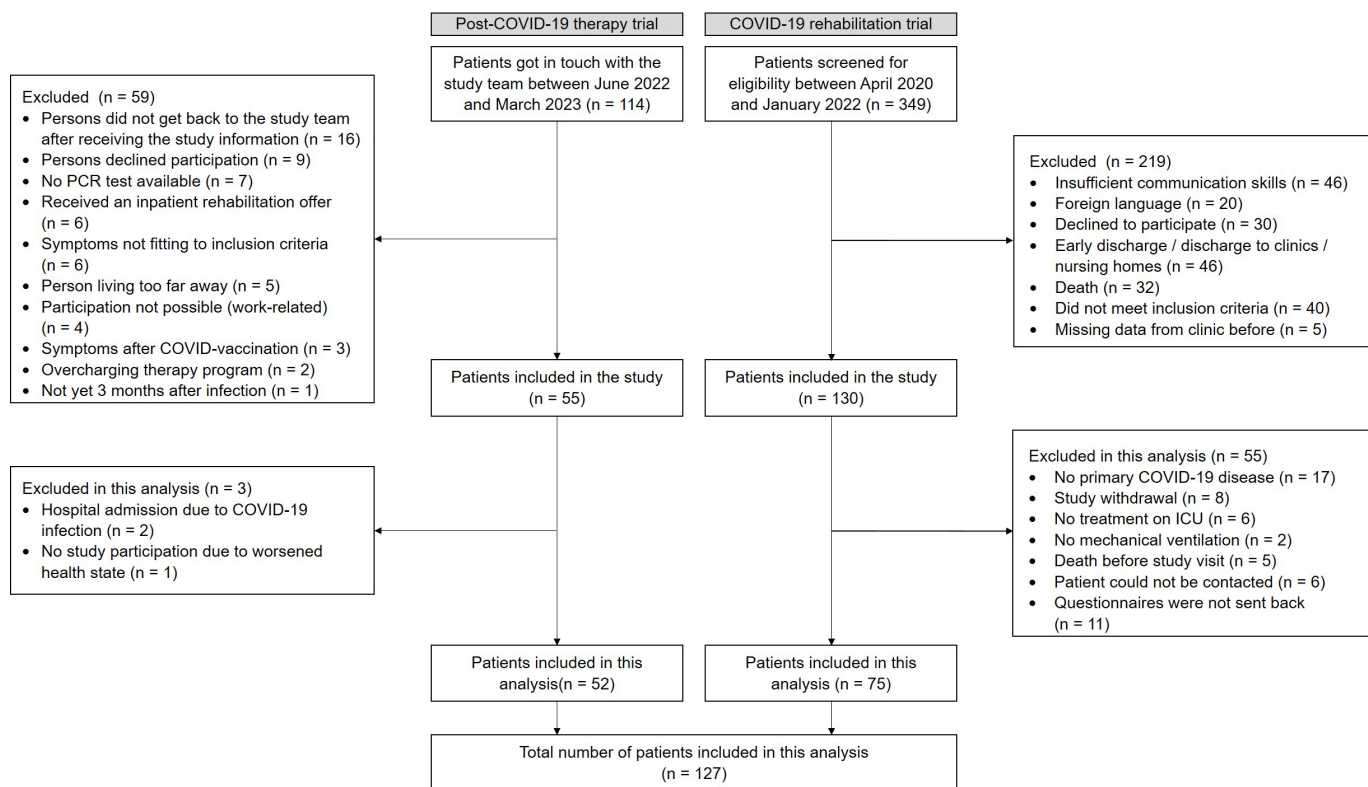 Post-COVID-19 therapy trial
COVID-19 rehabilitation trial
Patients got in touch with the
study team between June 2022
and March 2023 (n = 114)
Patients screened for
eligibility between April 2020
and January 2022 (n = 349)
Excluded (n = 59)
• Persons did not get back to the study team
after receiving the study information (n = 16)
• Persons declined participation (n = 9)
• No PCR test available (n = 7)
• Received an inpatient rehabilitation offer
(n = 6)
• Symptoms not fitting to inclusion criteria
(n = 6)
• Person living too far away (n = 5)
• Participation not possible (work-related)
(n = 4)
• Symptoms after COVID-vaccination (n = 3)
• Overcharging therapy program (n = 2)
• Not yet 3 months after infection (n = 1)
Excluded (n = 219)
• Insufficient communication skills (n = 46)
• Foreign language (n = 20)
• Declined to participate (n = 30)
• Early discharge / discharge to clinics /
nursing homes (n = 46)
• Death (n = 32)
• Did not meet inclusion criteria (n = 40)
• Missing data from clinic before (n = 5)
Patients included in the study
(n = 55)
Patients included in the study
(n = 130)
Excluded in this analysis (n = 3)
• Hospital admission due to COVID-19
infection (n = 2)
• No study participation due to worsened
health state (n = 1)
Excluded in this analysis (n = 55)
• No primary COVID-19 disease (n = 17)
• Study withdrawal (n = 8)
• No treatment on ICU (n = 6)
• No mechanical ventilation (n = 2)
• Death before study visit (n = 5)
• Patient could not be contacted (n = 6)
• Questionnaires were not sent back
(n = 11)
Patients included in this
analysis(n = 52)
Patients included in this
analysis (n = 75)
Total number of patients included in this analysis
(n = 127)